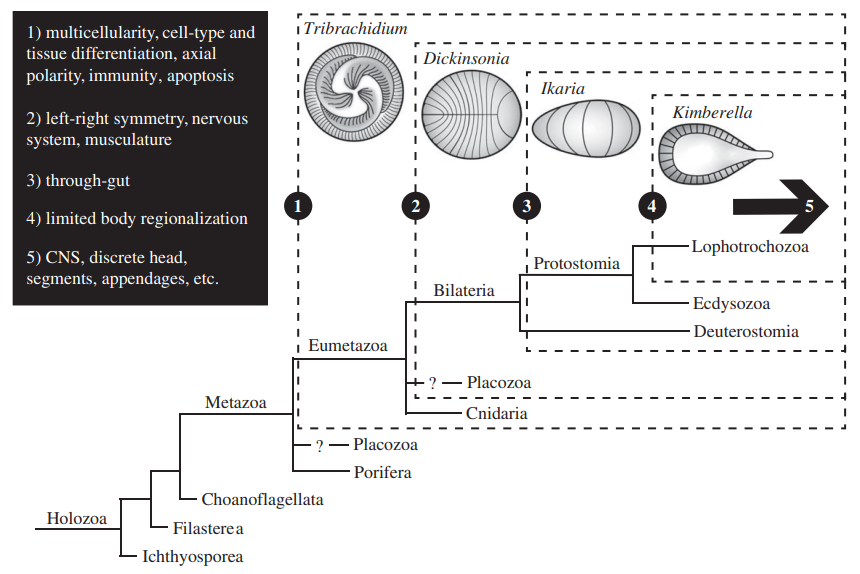 1) multicellularity, cell-type and
tissue differentiation, axial
polarity, immunity, apoptosis
2) left-right symmetry, nervous
system, musculature
3) through-gut
4) limited body regionalization
5) CNS, discrete head,
segments, appendages, etc.
Tribrachidium
Dickinsonia
Ikaria
Kimberella
1
2
3
4
5
Lophotrochozoa
Protostomia
Bilateria
Ecdysozoa
Deuterostomia
Eumetazoa
? Placozoa
Metazoa
Cnidaria
? Placozoa
Porifera
Choanoflagellata
Holozoa
Filasterea
Ichthyosporea